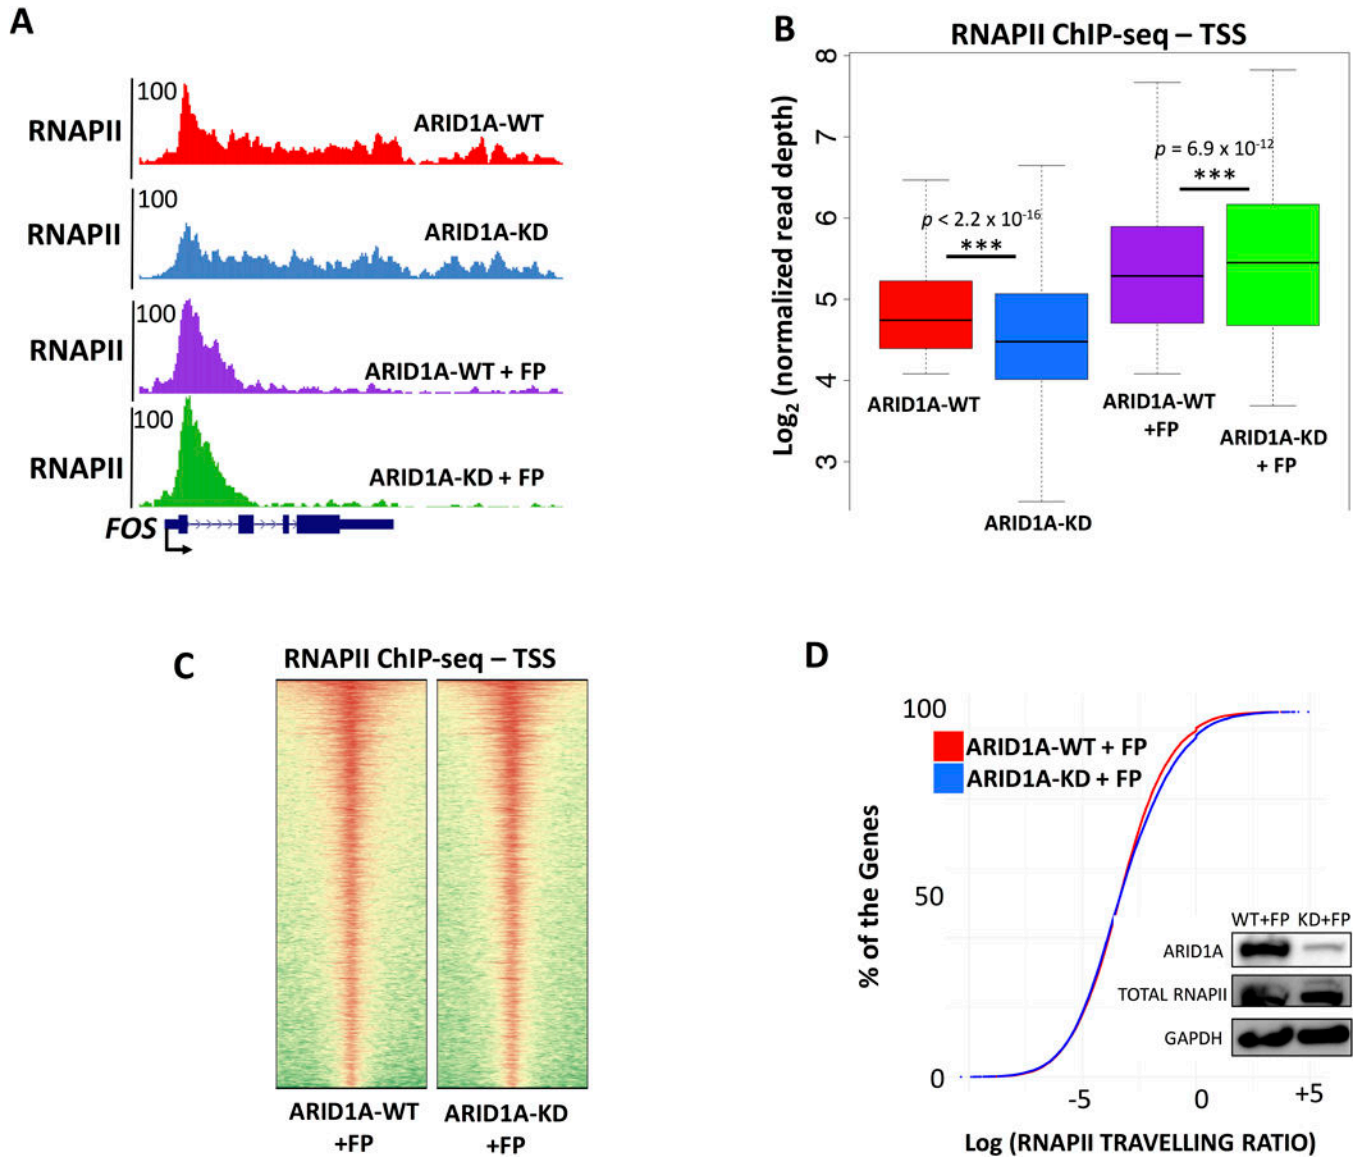 A
RNAPII
100
ARID1A-WT
RNAPII
100
ARID1A-KD
RNAPII
100
ARID1A-WT + FP
RNAPII
100
ARID1A-KD + FP
FOS
B
RNAPII ChIP-seq – TSS
Log2 (normalized read depth)
8
7
6
5
4
3
p < 2.2 x 10-16
***
p = 6.9 x 10-12
***
ARID1A-WT
ARID1A-KD
ARID1A-WT
+FP
ARID1A-KD
+ FP
C
RNAPII ChIP-seq – TSS
ARID1A-WT
+FP
ARID1A-KD
+FP
D
% of the Genes
100
50
0
ARID1A-WT + FP
ARID1A-KD + FP
WT+FP KD+FP
ARID1A
TOTAL RNAPII
GAPDH
-5
0
+5
Log (RNAPII TRAVELLING RATIO)